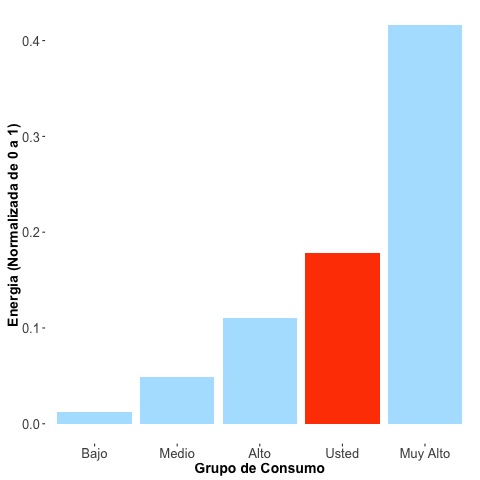 Energia (Normalizada de 0 a 1)
0.4
0.3
0.2
0.1
0.0
Bajo Medio Alto Usted Muy Alto
Grupo de Consumo